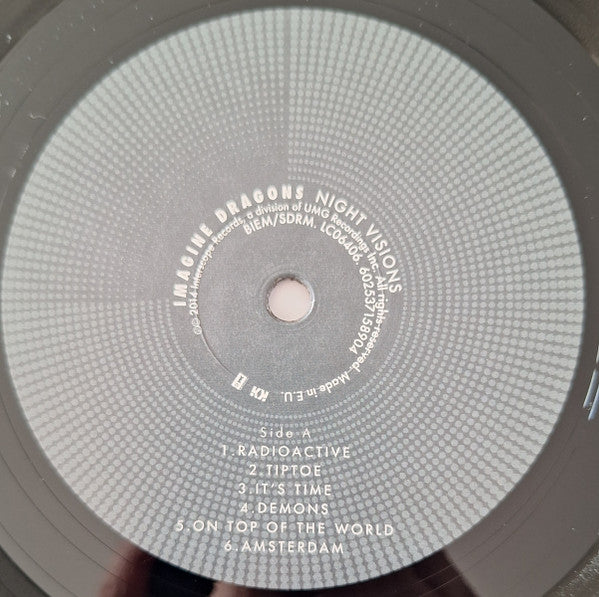 IMAGINE DRAGONS NIGHT VISIONS
℗© 2014 Interscope Records, a division of UMG Recordings Inc. All rights reserved. Made in E.U.
BIEM/SDRM. LC06406. 602537158904
Side A
1.RADIOACTIVE
2.TIPTOE
3.IT'S TIME
4.DEMONS
5.ON TOP OF THE WORLD
6.AMSTERDAM